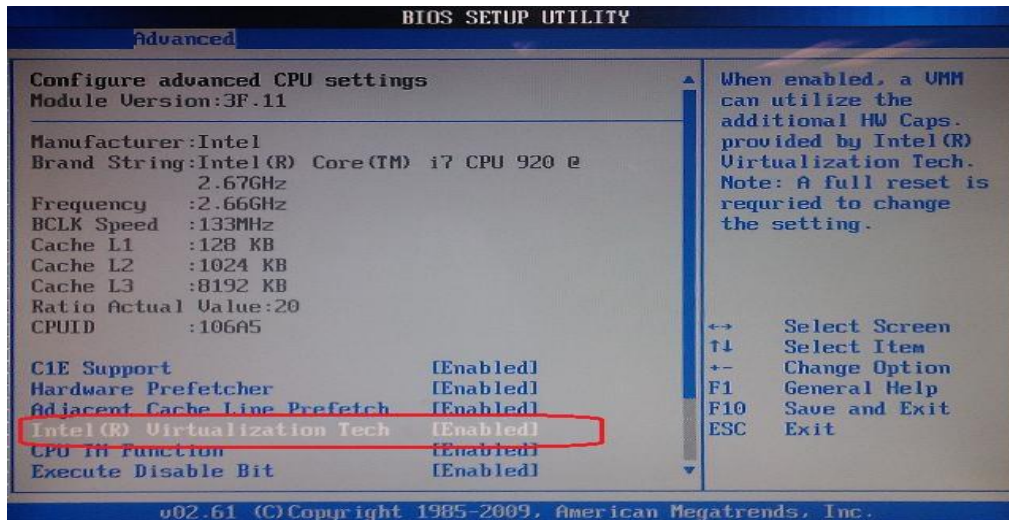 BIOS SETUP UTILITY
Advanced
Configure advanced CPU settings
Module Version:3F.11
Manufacturer:Intel
Brand String:Intel(R) Core(TM) i7 CPU 920 @
2.67GHz
Frequency :2.66GHz
BCLK Speed :133MHz
Cache L1 :128 KB
Cache L2 :1024 KB
Cache L3 :8192 KB
Ratio Actual Value:20
CPUID :106A5
C1E Support [Enabled]
Hardware Prefetcher [Enabled]
Adjacent Cache Line Prefetch [Enabled]
Intel(R) Virtualization Tech [Enabled]
CPU TM Function [Enabled]
Execute Disable Bit [Enabled]
When enabled, a VMM
can utilize the
additional HW Caps.
provided by Intel(R)
Virtualization Tech.
Note: A full reset is
requried to change
the setting.
←→ Select Screen
↑↓ Select Item
+- Change Option
F1 General Help
F10 Save and Exit
ESC Exit
v02.61 (C)Copyright 1985-2009, American Megatrends, Inc.